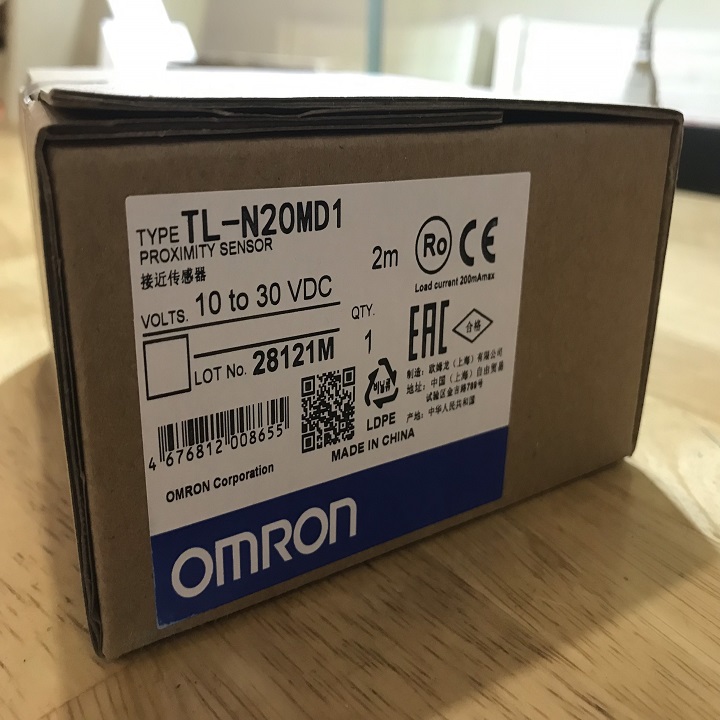 TYPE TL-N20MD1
PROXIMITY SENSOR
接近传感器
2m
Ro CE
Load current 200mAmax
VOLTS. 10 to 30 VDC
QTY.
1
EAC
合格
LOT No. 28121M
制造: 欧姆龙（上海）有限公司
地址: 中国（上海）自由贸易
试验区金吉路789号
产地: 中华人民共和国
LDPE
4 676812 008655
MADE IN CHINA
OMRON Corporation
OMRON